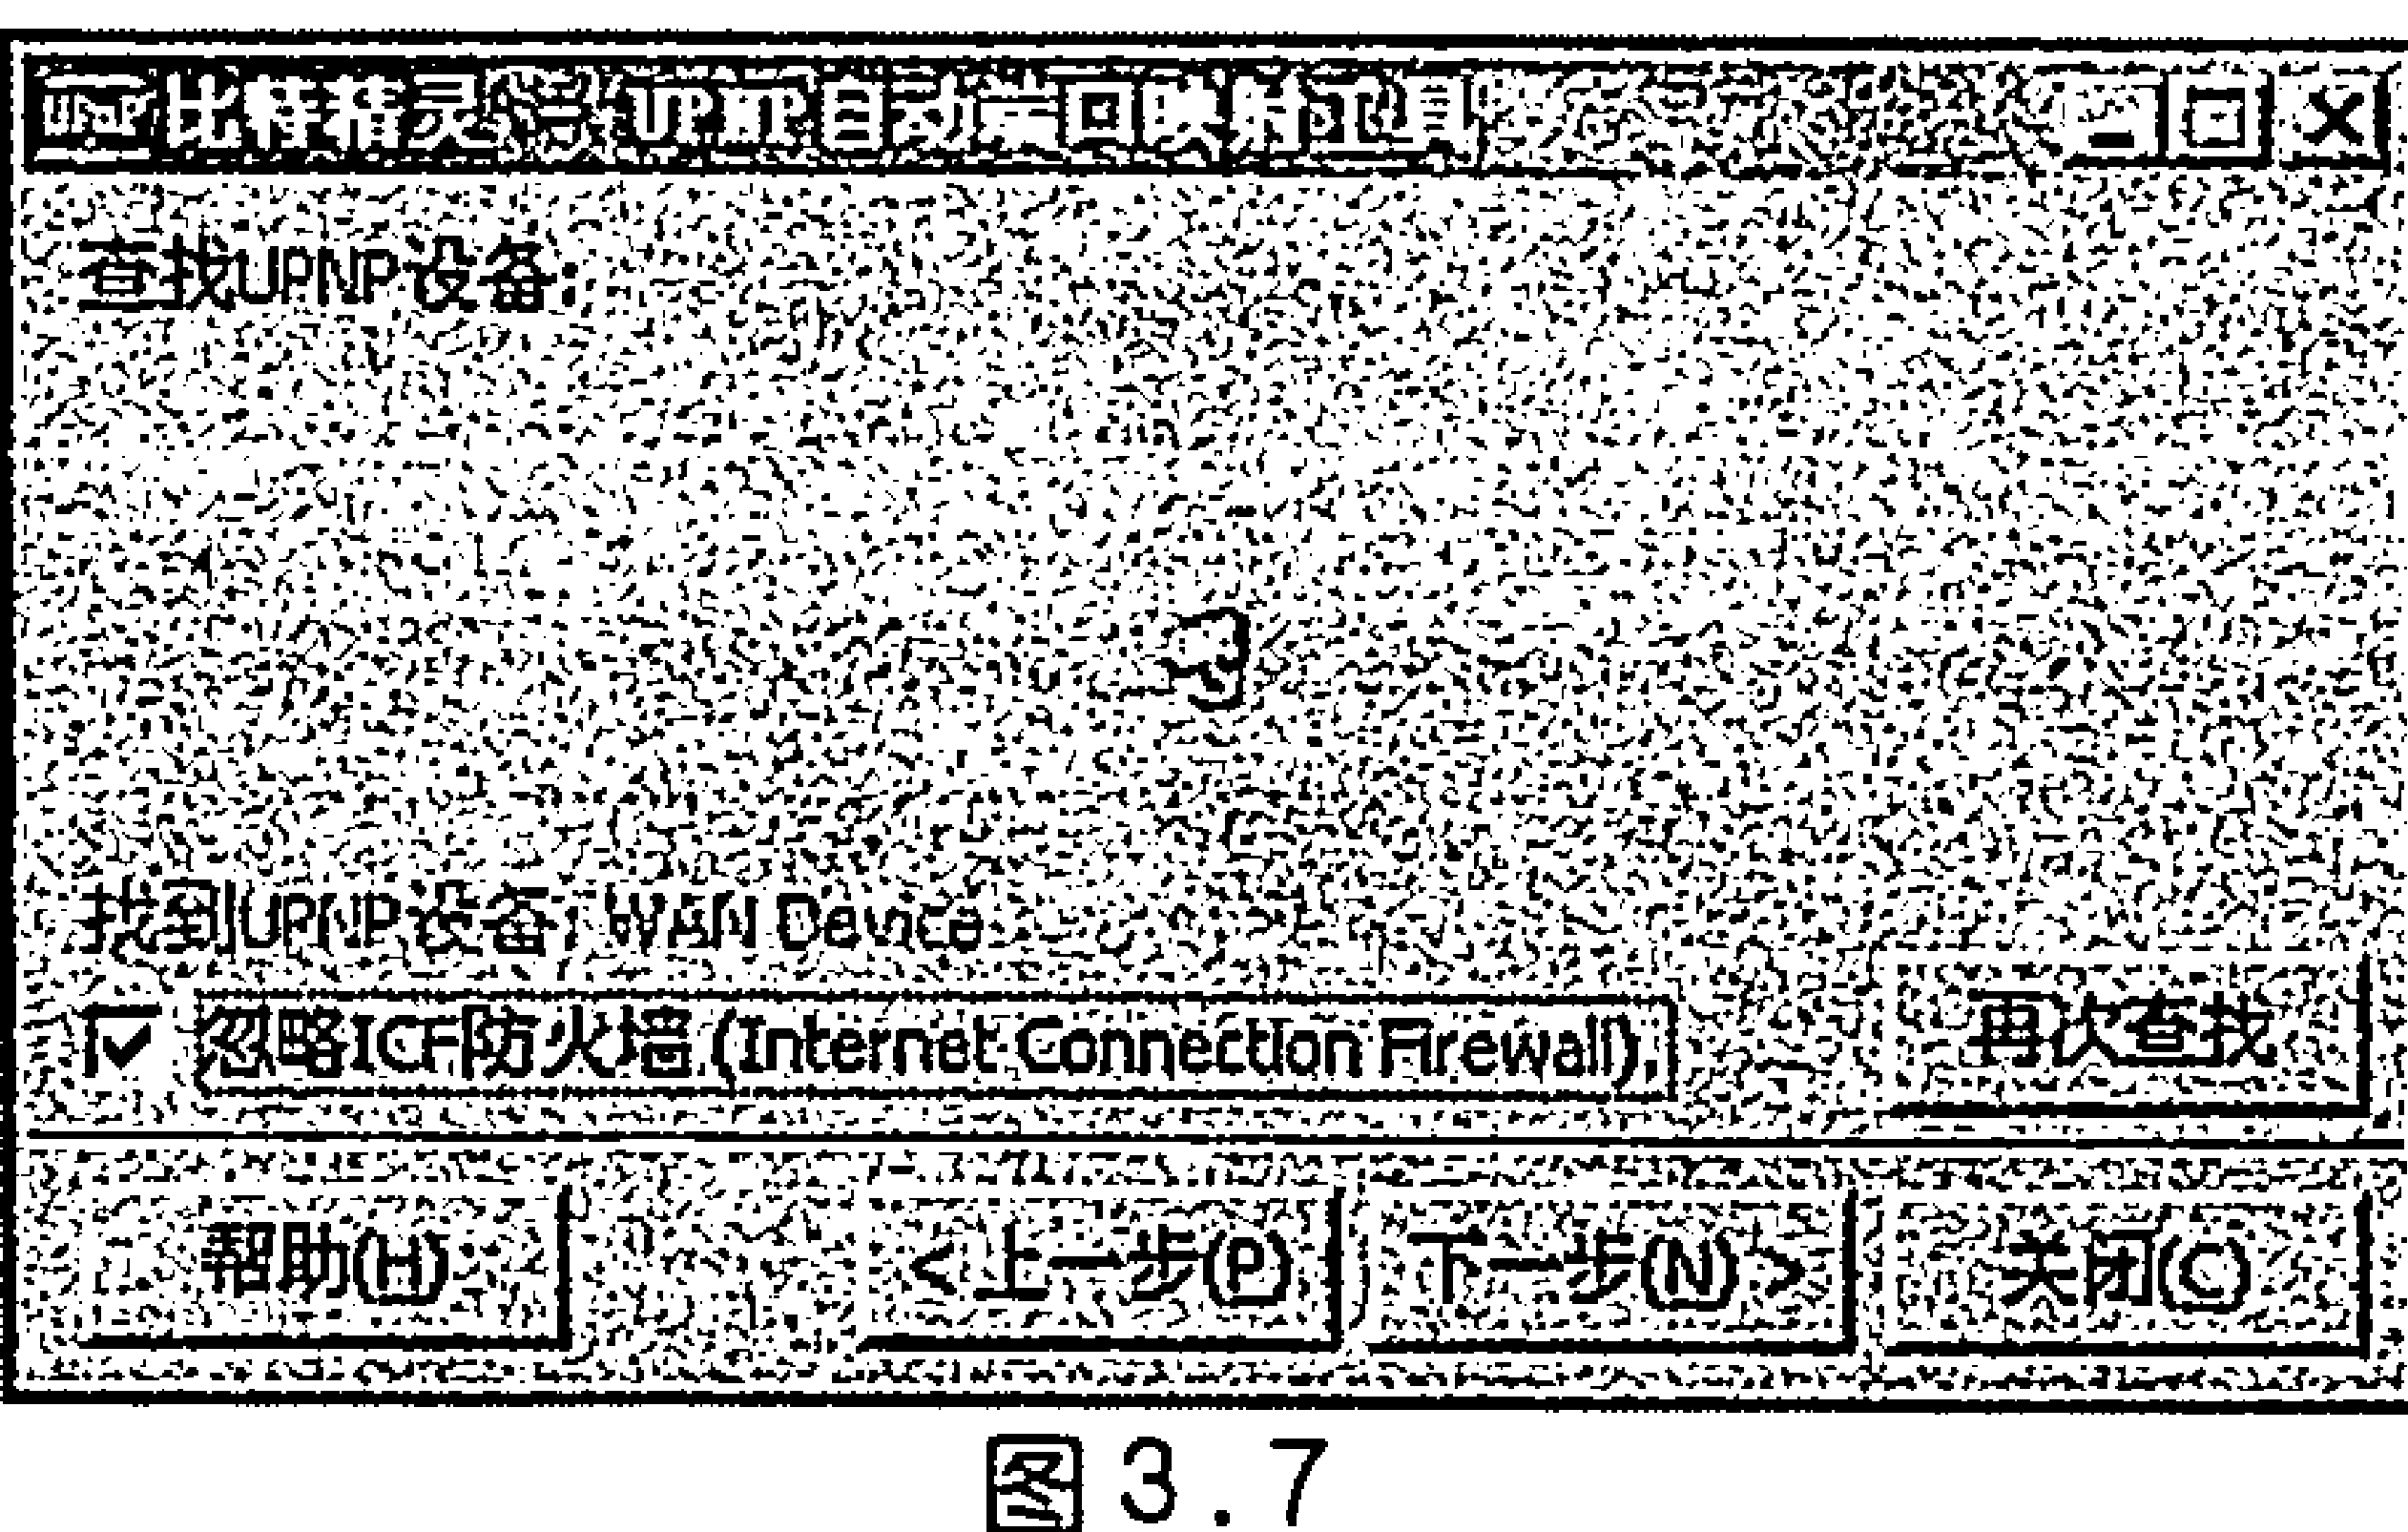 UPnP 比特精灵 -- UPnP自动端口映射工具
查找UPNP设备:
找到UPNP设备: WAN Device
忽略ICF防火墙(Internet Connection Firewall).
再次查找
帮助(H)
<上一步(P)
下一步(N) >
关闭(C)
图3.7